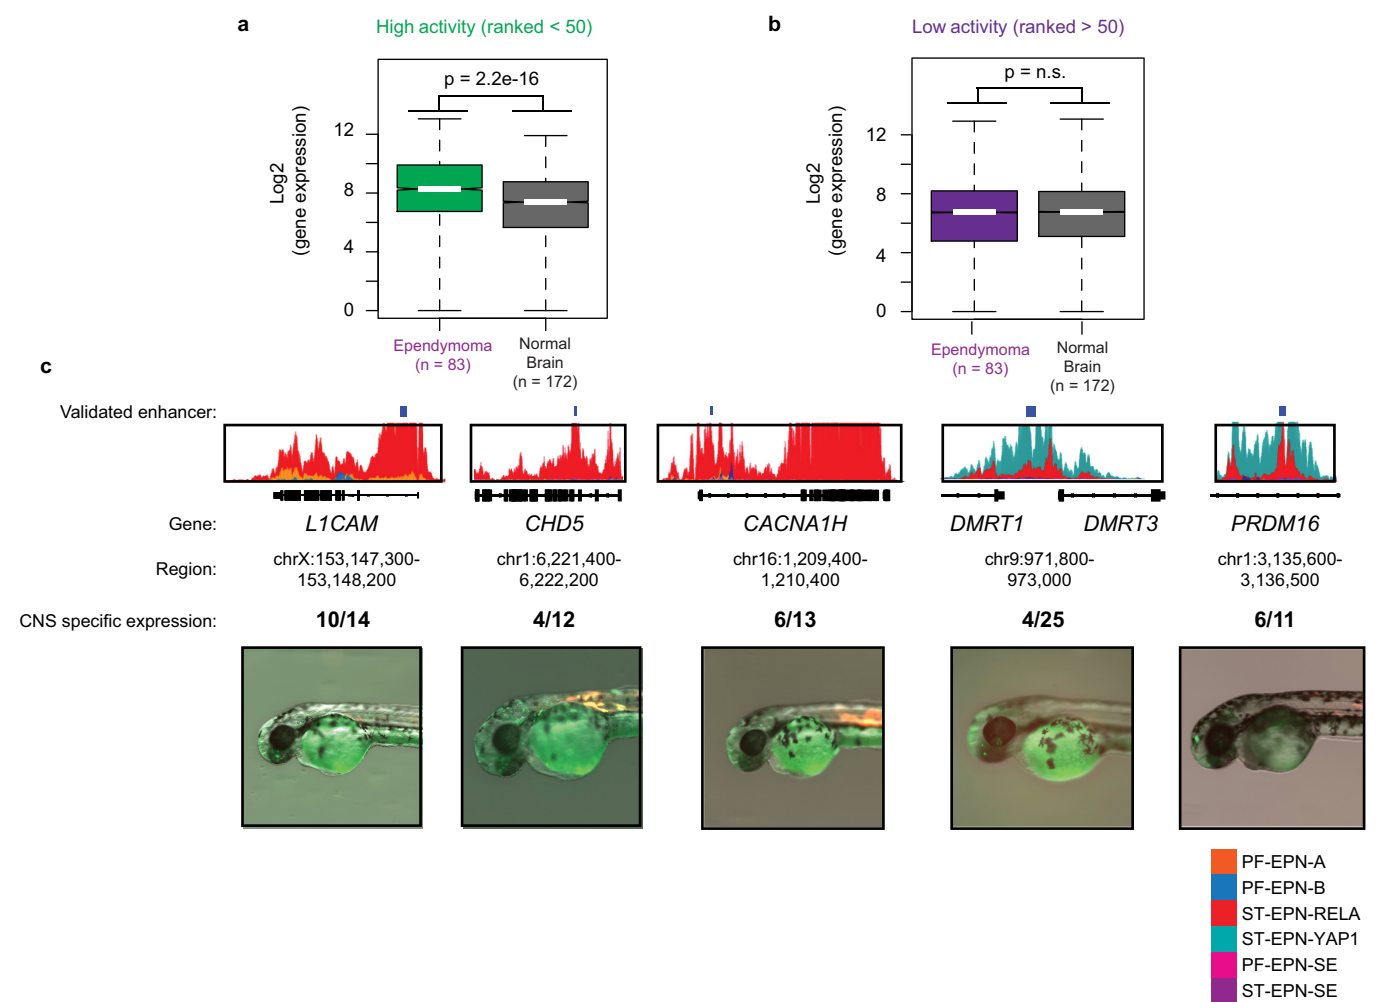 a
High activity (ranked < 50)
p = 2.2e-16
Log2
(gene expression)
12
8
4
0
Ependymoma
(n = 83)
Normal
Brain
(n = 172)
b
Low activity (ranked > 50)
p = n.s.
Log2
(gene expression)
12
8
4
0
Ependymoma
(n = 83)
Normal
Brain
(n = 172)
c
Validated enhancer:
Gene:
L1CAM
CHD5
CACNA1H
DMRT1
DMRT3
PRDM16
Region:
chrX:153,147,300-
153,148,200
chr1:6,221,400-
6,222,200
chr16:1,209,400-
1,210,400
chr9:971,800-
973,000
chr1:3,135,600-
3,136,500
CNS specific expression:
10/14
4/12
6/13
4/25
6/11
PF-EPN-A
PF-EPN-B
ST-EPN-RELA
ST-EPN-YAP1
PF-EPN-SE
ST-EPN-SE